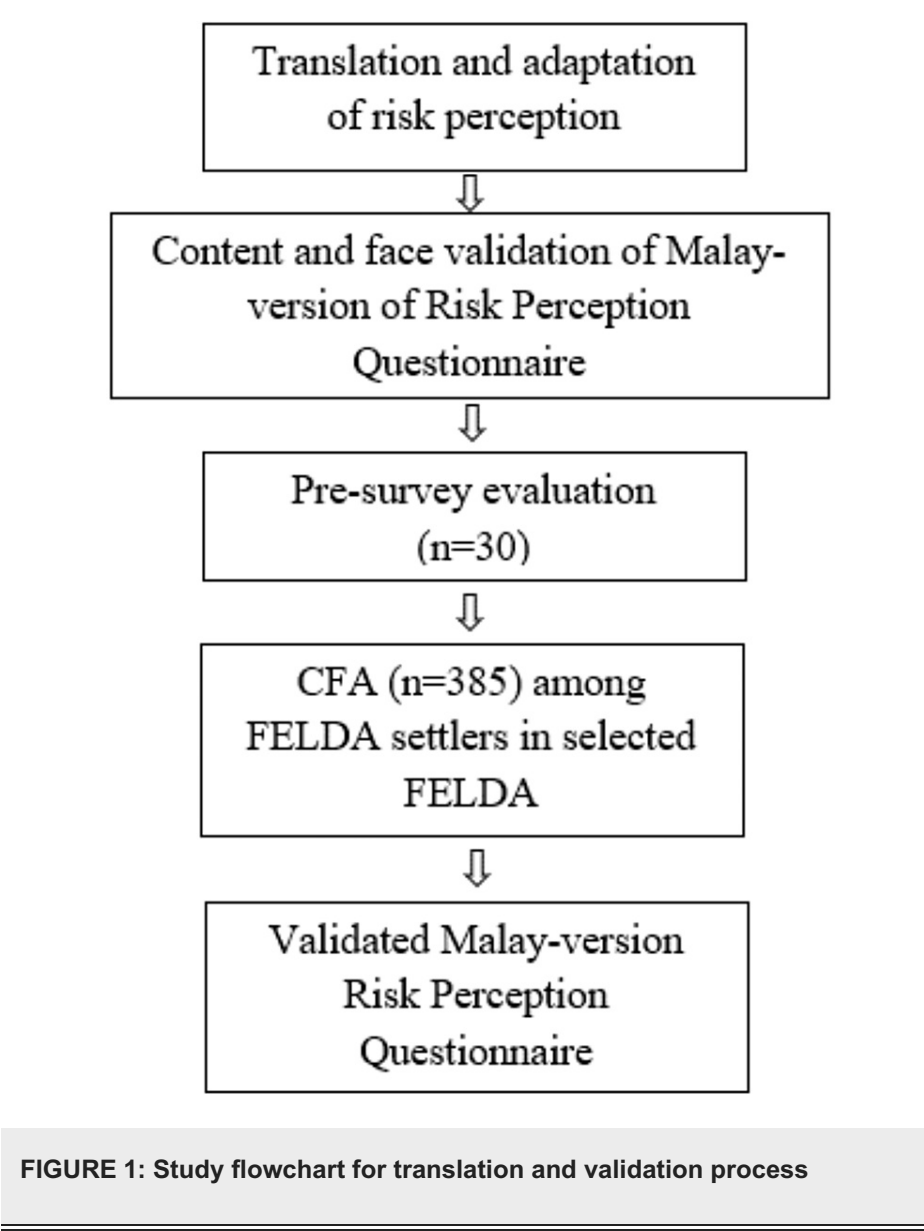 Translation and adaptation
of risk perception
Content and face validation of Malay-
version of Risk Perception
Questionnaire
Pre-survey evaluation
(n=30)
CFA (n=385) among
FELDA settlers in selected
FELDA
Validated Malay-version
Risk Perception
Questionnaire
FIGURE 1: Study flowchart for translation and validation process